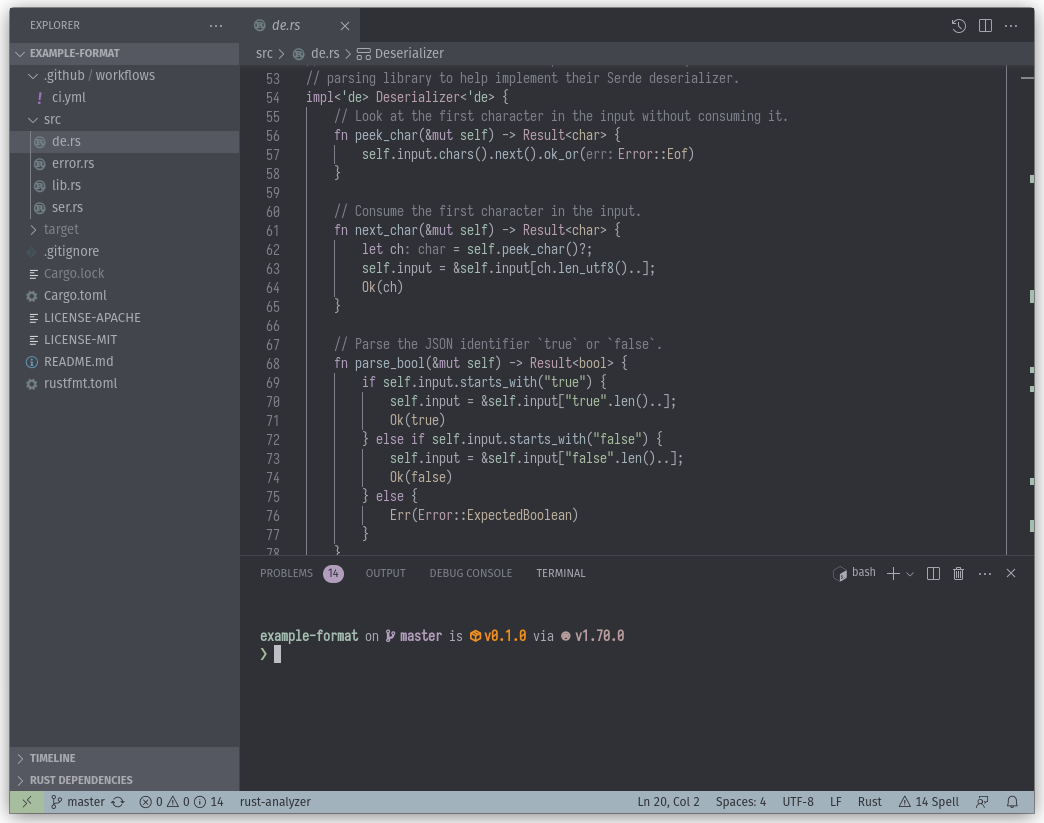 EXPLORER
EXAMPLE-FORMAT
.github / workflows
! ci.yml
src
de.rs
error.rs
lib.rs
ser.rs
target
.gitignore
Cargo.lock
Cargo.toml
LICENSE-APACHE
LICENSE-MIT
README.md
rustfmt.toml
TIMELINE
RUST DEPENDENCIES
de.rs
src > de.rs > Deserializer
53 // parsing library to help implement their Serde deserializer.
54 impl<'de> Deserializer<'de> {
55 // Look at the first character in the input without consuming it.
56 fn peek_char(&mut self) -> Result<char> {
57 self.input.chars().next().ok_or(err: Error::Eof)
58 }
59
60 // Consume the first character in the input.
61 fn next_char(&mut self) -> Result<char> {
62 let ch: char = self.peek_char()?;
63 self.input = &self.input[ch.len_utf8()..];
64 Ok(ch)
65 }
66
67 // Parse the JSON identifier `true` or `false`.
68 fn parse_bool(&mut self) -> Result<bool> {
69 if self.input.starts_with("true") {
70 self.input = &self.input["true".len()..];
71 Ok(true)
72 } else if self.input.starts_with("false") {
73 self.input = &self.input["false".len()..];
74 Ok(false)
75 } else {
76 Err(Error::ExpectedBoolean)
77 }
78 }
PROBLEMS 14 OUTPUT DEBUG CONSOLE TERMINAL bash
example-format on master is v0.1.0 via v1.70.0
❯
master 0 0 14 rust-analyzer Ln 20, Col 2 Spaces: 4 UTF-8 LF Rust 14 Spell